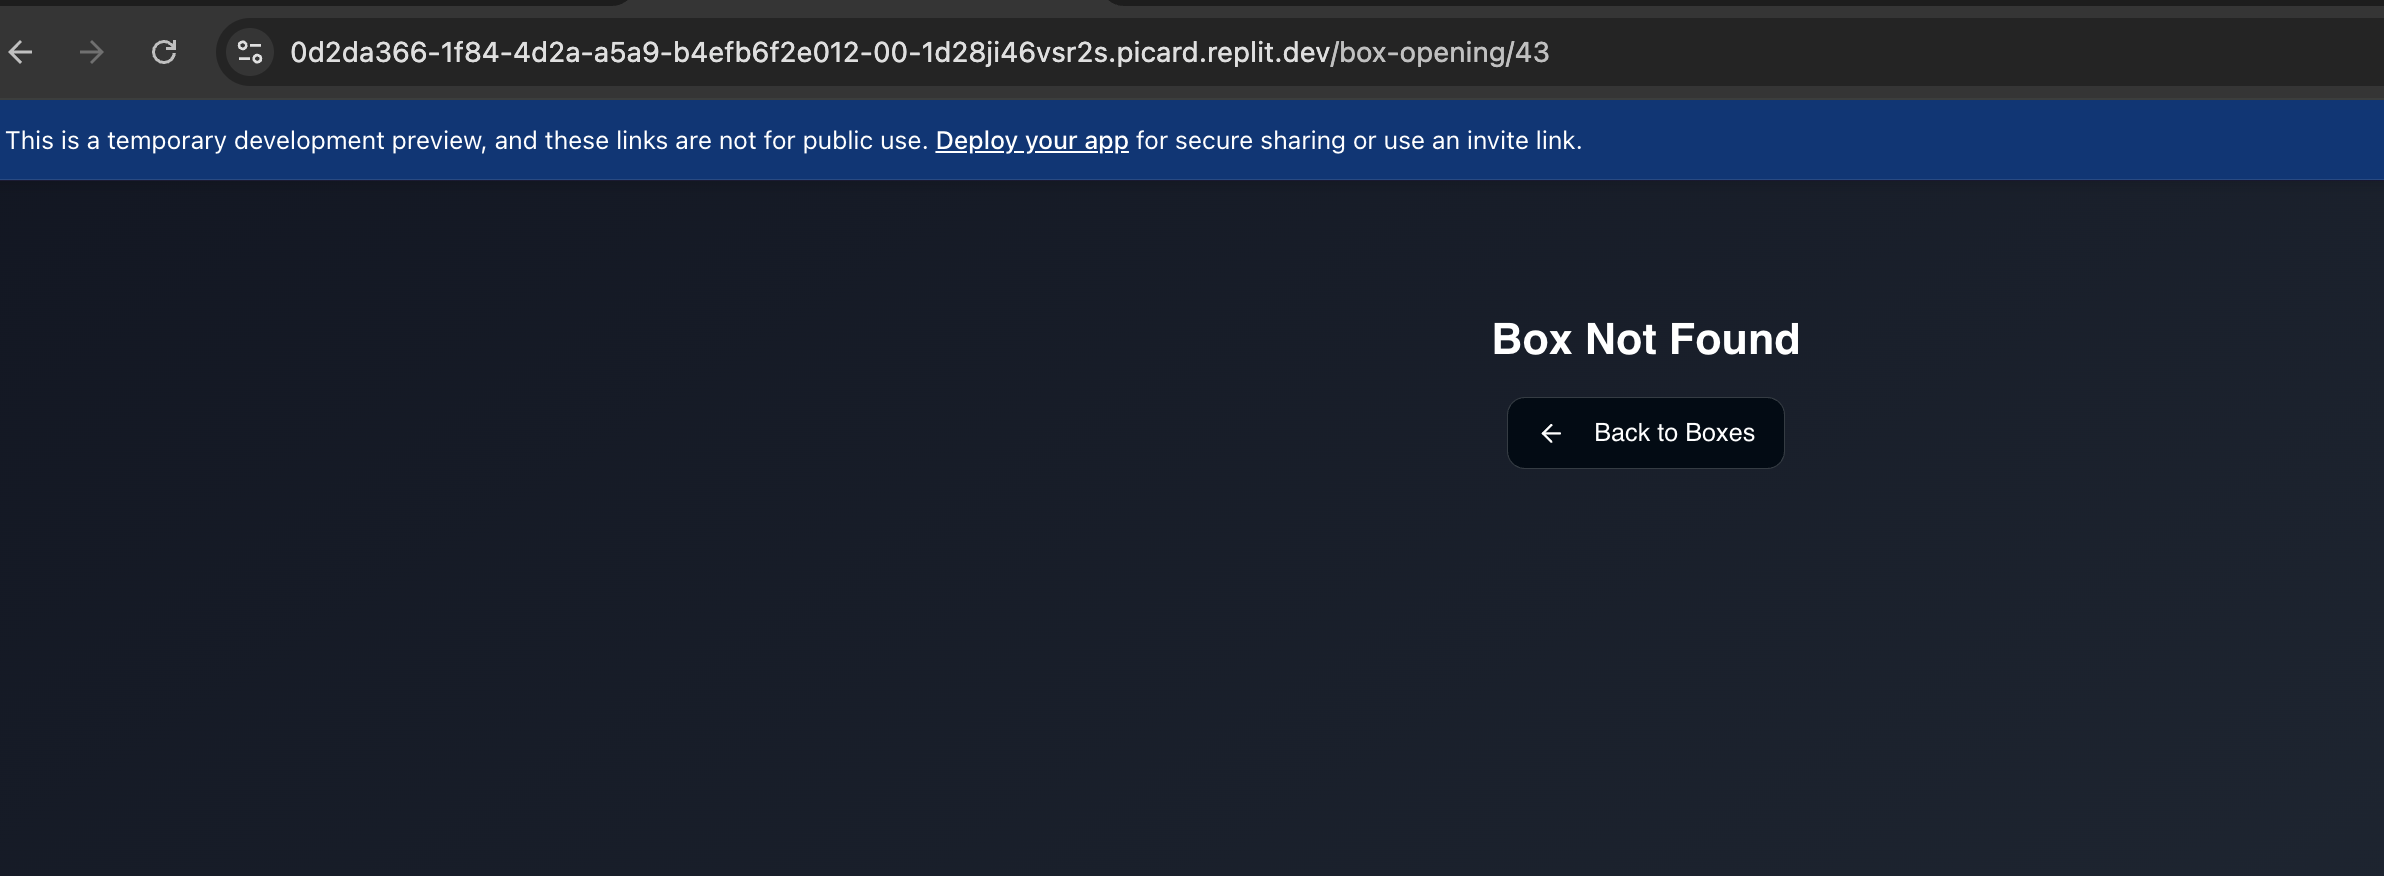 0d2da366-1f84-4d2a-a5a9-b4efb6f2e012-00-1d28ji46vsr2s.picard.replit.dev/box-opening/43
This is a temporary development preview, and these links are not for public use. Deploy your app for secure sharing or use an invite link.
Box Not Found
Back to Boxes